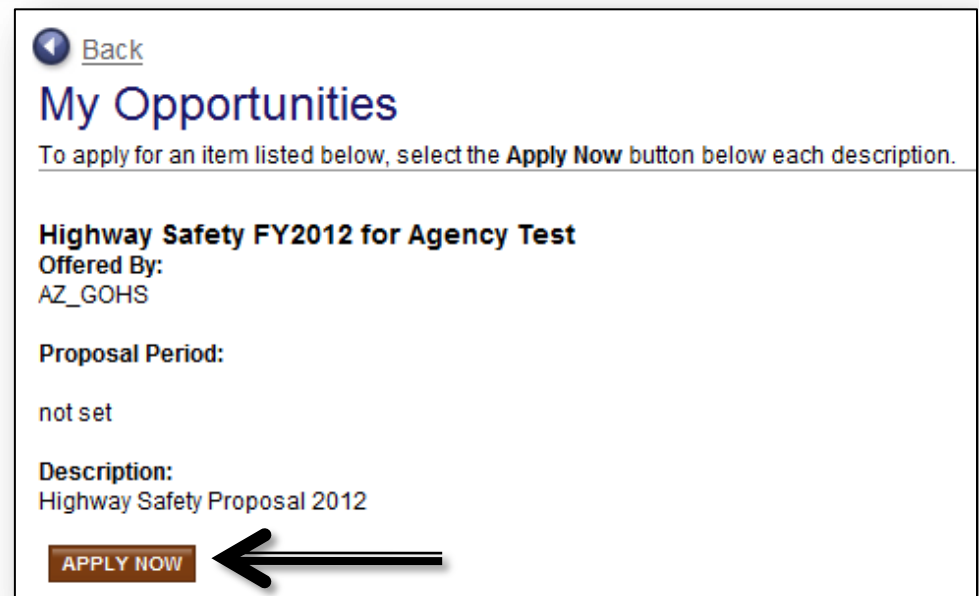 Back
My Opportunities
To apply for an item listed below, select the Apply Now button below each description.
Highway Safety FY2012 for Agency Test
Offered By:
AZ_GOHS
Proposal Period:
not set
Description:
Highway Safety Proposal 2012
APPLY NOW